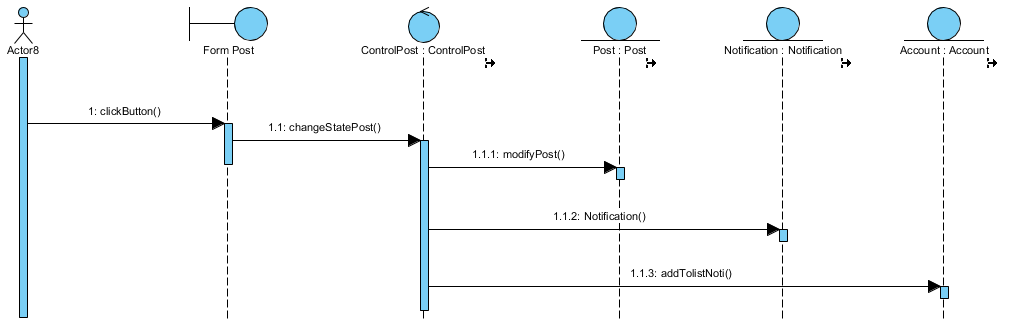 Actor8
Form Post
ControlPost : ControlPost
Post : Post
Notification : Notification
Account : Account
1: clickButton()
1.1: changeStatePost()
1.1.1: modifyPost()
1.1.2: Notification()
1.1.3: addTolistNoti()